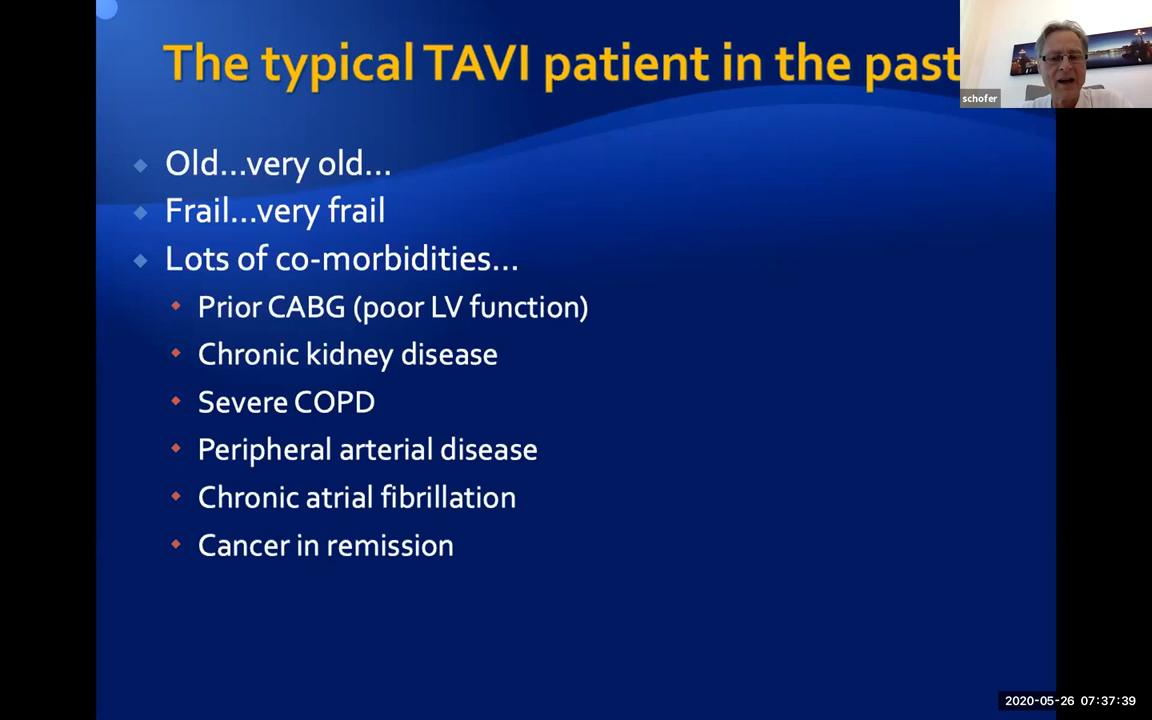 The typical TAVI patient in the past
schofer
Old...very old...
Frail...very frail
Lots of co-morbidities...
Prior CABG (poor LV function)
Chronic kidney disease
Severe COPD
Peripheral arterial disease
Chronic atrial fibrillation
Cancer in remission
2020-05-26 07:37:39